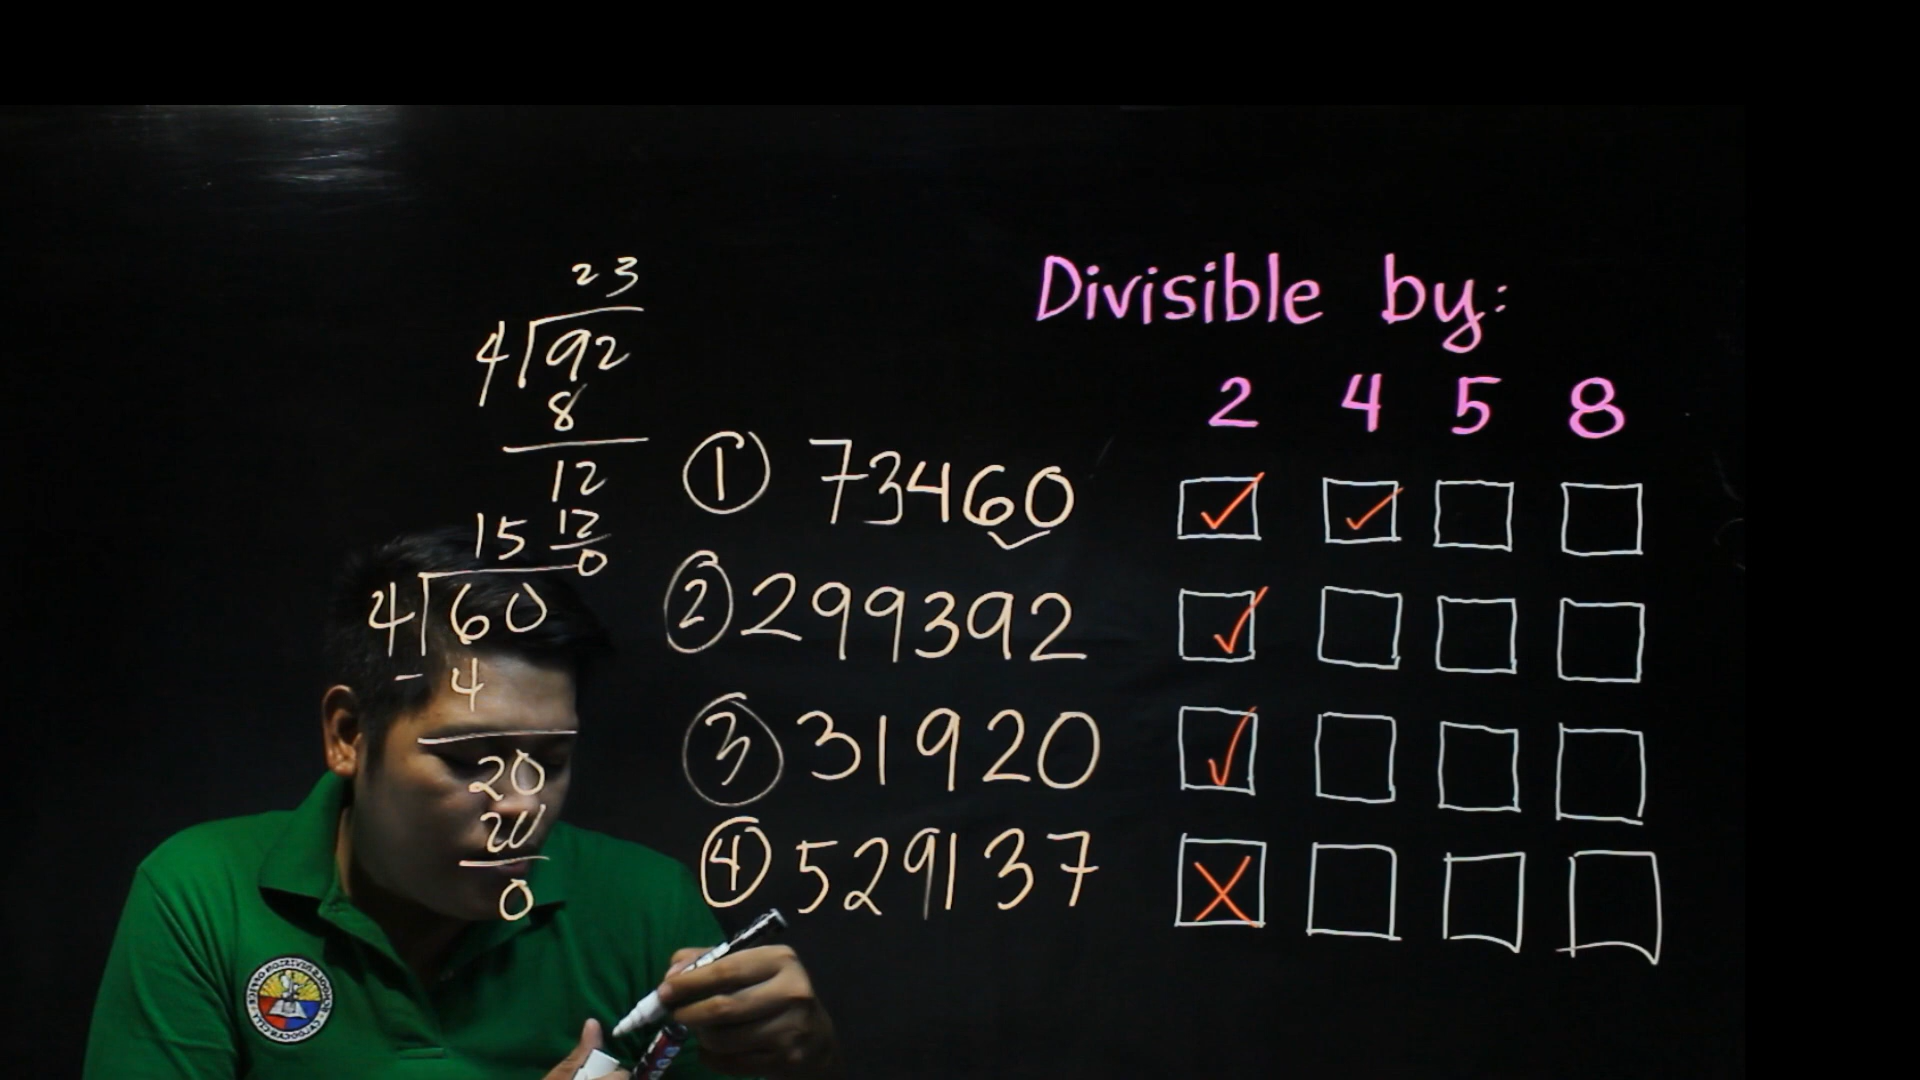 Divisible by:
2 4 5 8
23
4 92
8
12
12
0
15
4 60
- 4
20
20
0
1 73460 ✓ ✓
2 299392 ✓
3 31920 ✓
4 529137 X